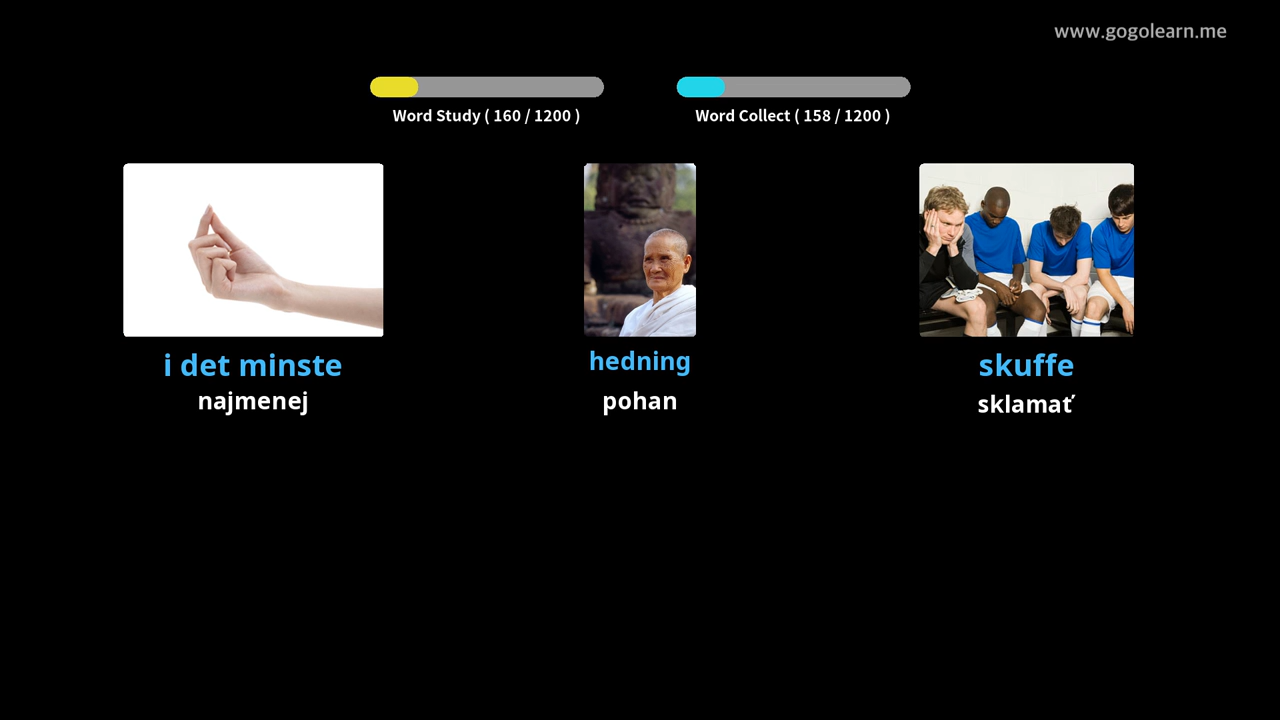 www.gogolearn.me
Word Study ( 160 / 1200 )
Word Collect ( 158 / 1200 )
i det minste
najmenej
hedning
pohan
skuffe
sklamať